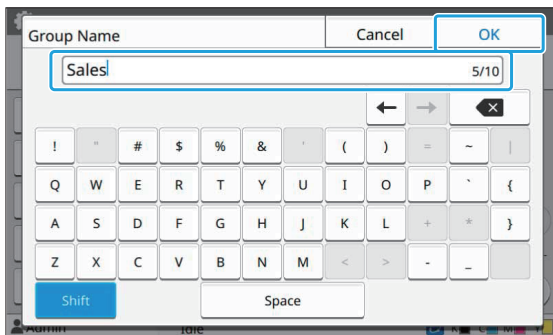 Group Name Cancel OK
Sales 5/10
← → ×
! " # $ % & ' ( ) = ~ |
Q W E R T Y U I O P ` {
A S D F G H J K L + * }
Z X C V B N M < > - _
Shift Space
Admin Idle K C M Y